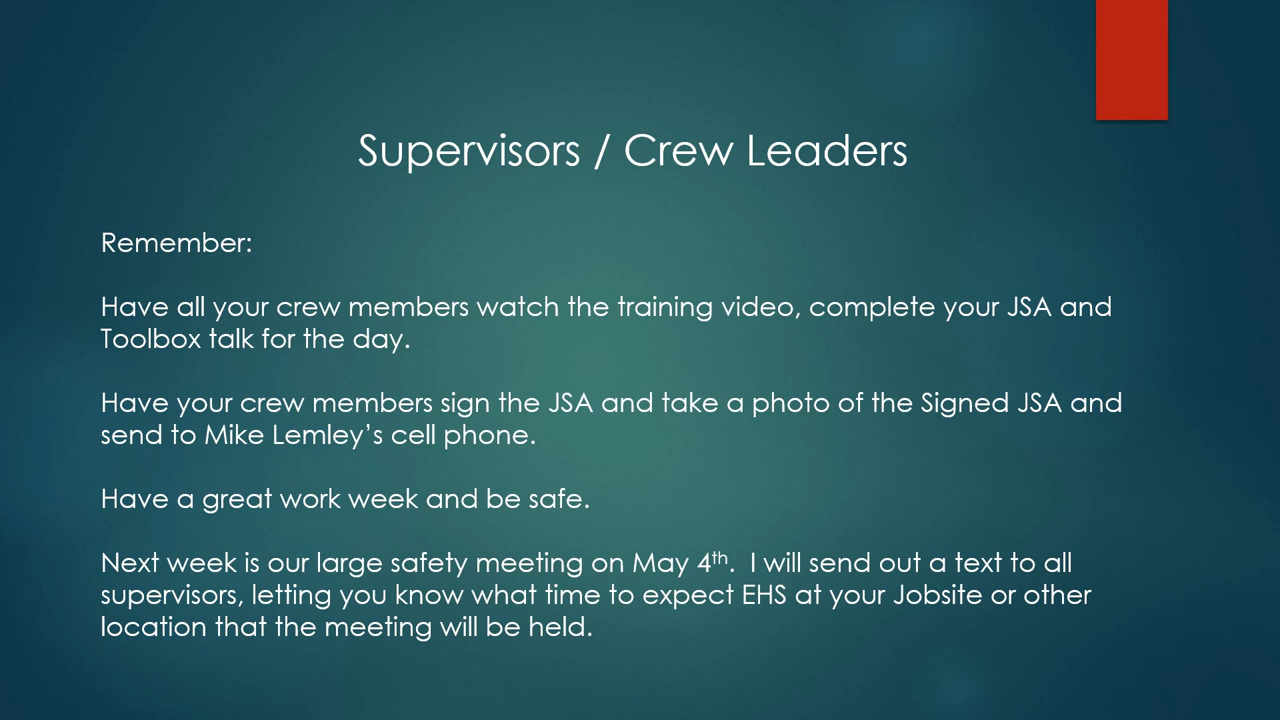 Supervisors / Crew Leaders
Remember:
Have all your crew members watch the training video, complete your JSA and
Toolbox talk for the day.
Have your crew members sign the JSA and take a photo of the Signed JSA and
send to Mike Lemley’s cell phone.
Have a great work week and be safe.
Next week is our large safety meeting on May 4th.  I will send out a text to all
supervisors, letting you know what time to expect EHS at your Jobsite or other
location that the meeting will be held.